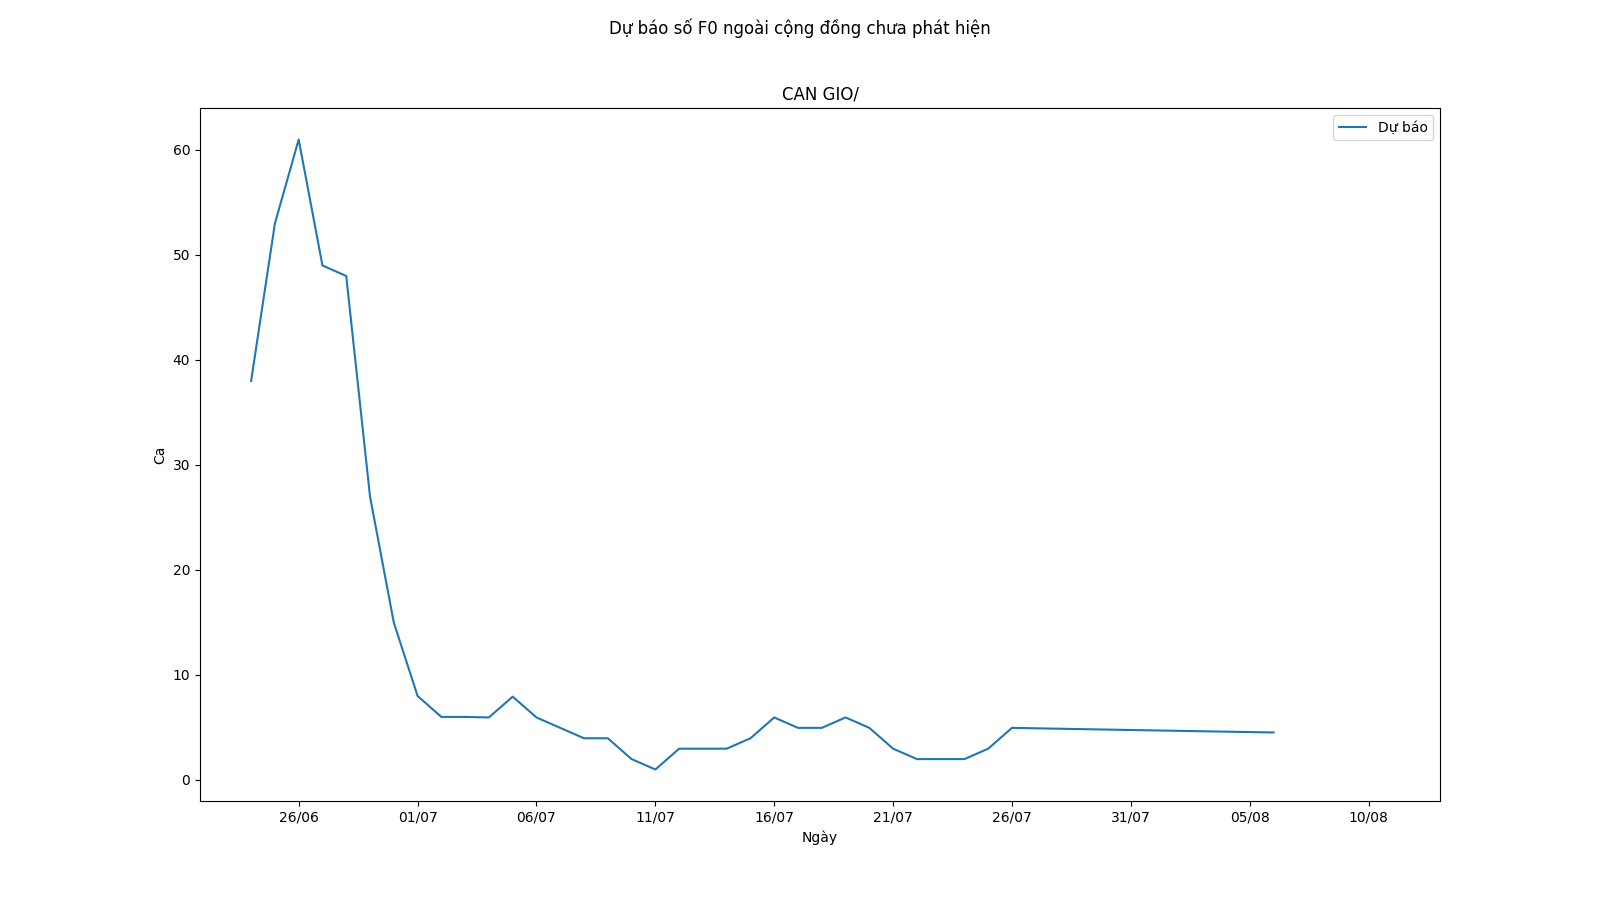 Dự báo số F0 ngoài cộng đồng chưa phát hiện
CAN GIO/
Dự báo
60
50
40
30
20
10
0
Ca
26/06 01/07 06/07 11/07 16/07 21/07 26/07 31/07 05/08 10/08
Ngày